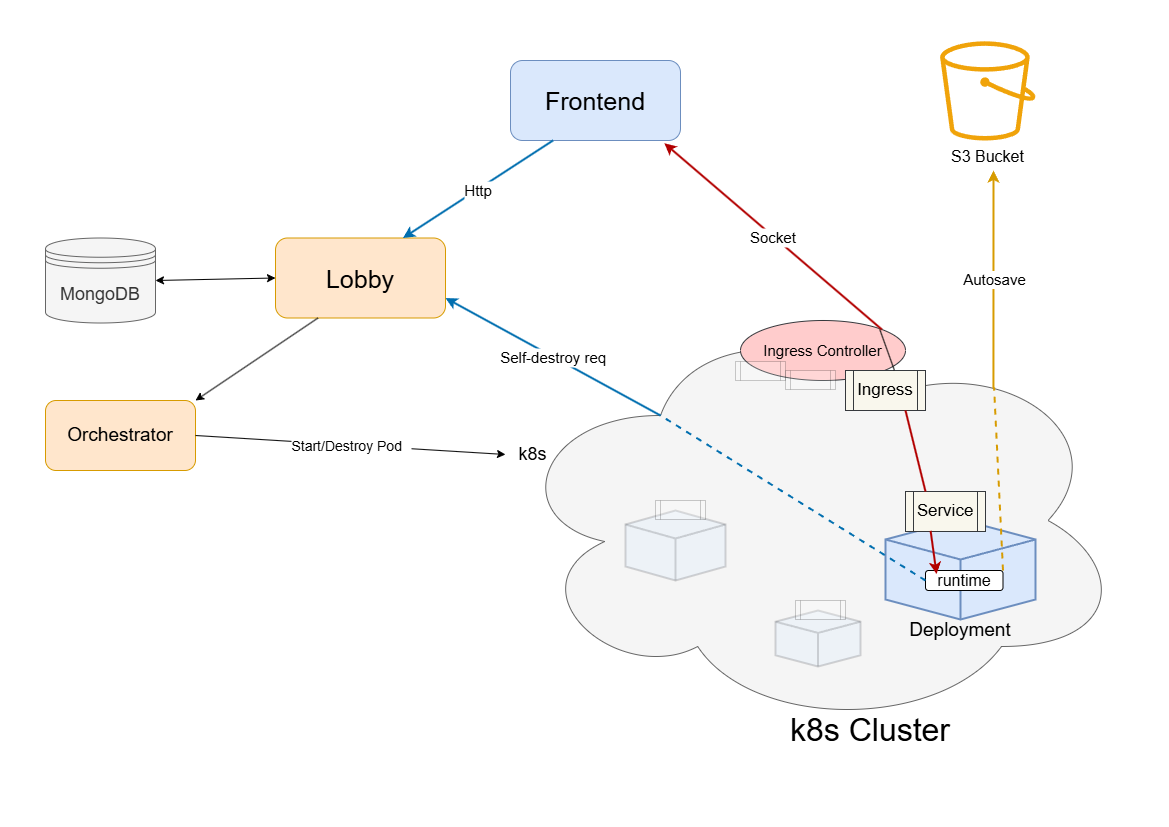 Frontend
S3 Bucket
Http
Socket
Lobby
MongoDB
Autosave
Self-destroy req
Ingress Controller
Ingress
Orchestrator
Start/Destroy Pod
k8s
Service
runtime
Deployment
k8s Cluster